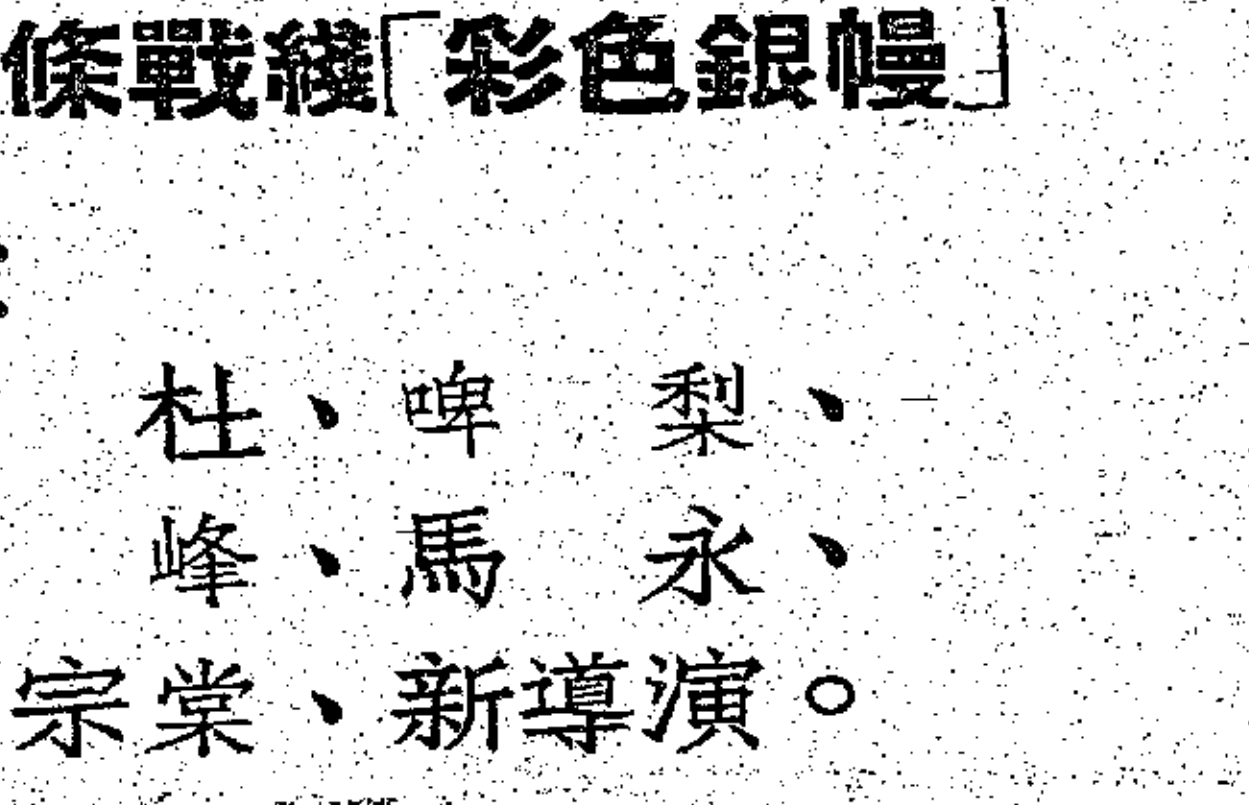 條戰綫「彩色銀幔」
：
杜、啤　梨、
峰、馬　永、
宗棠、新導演。